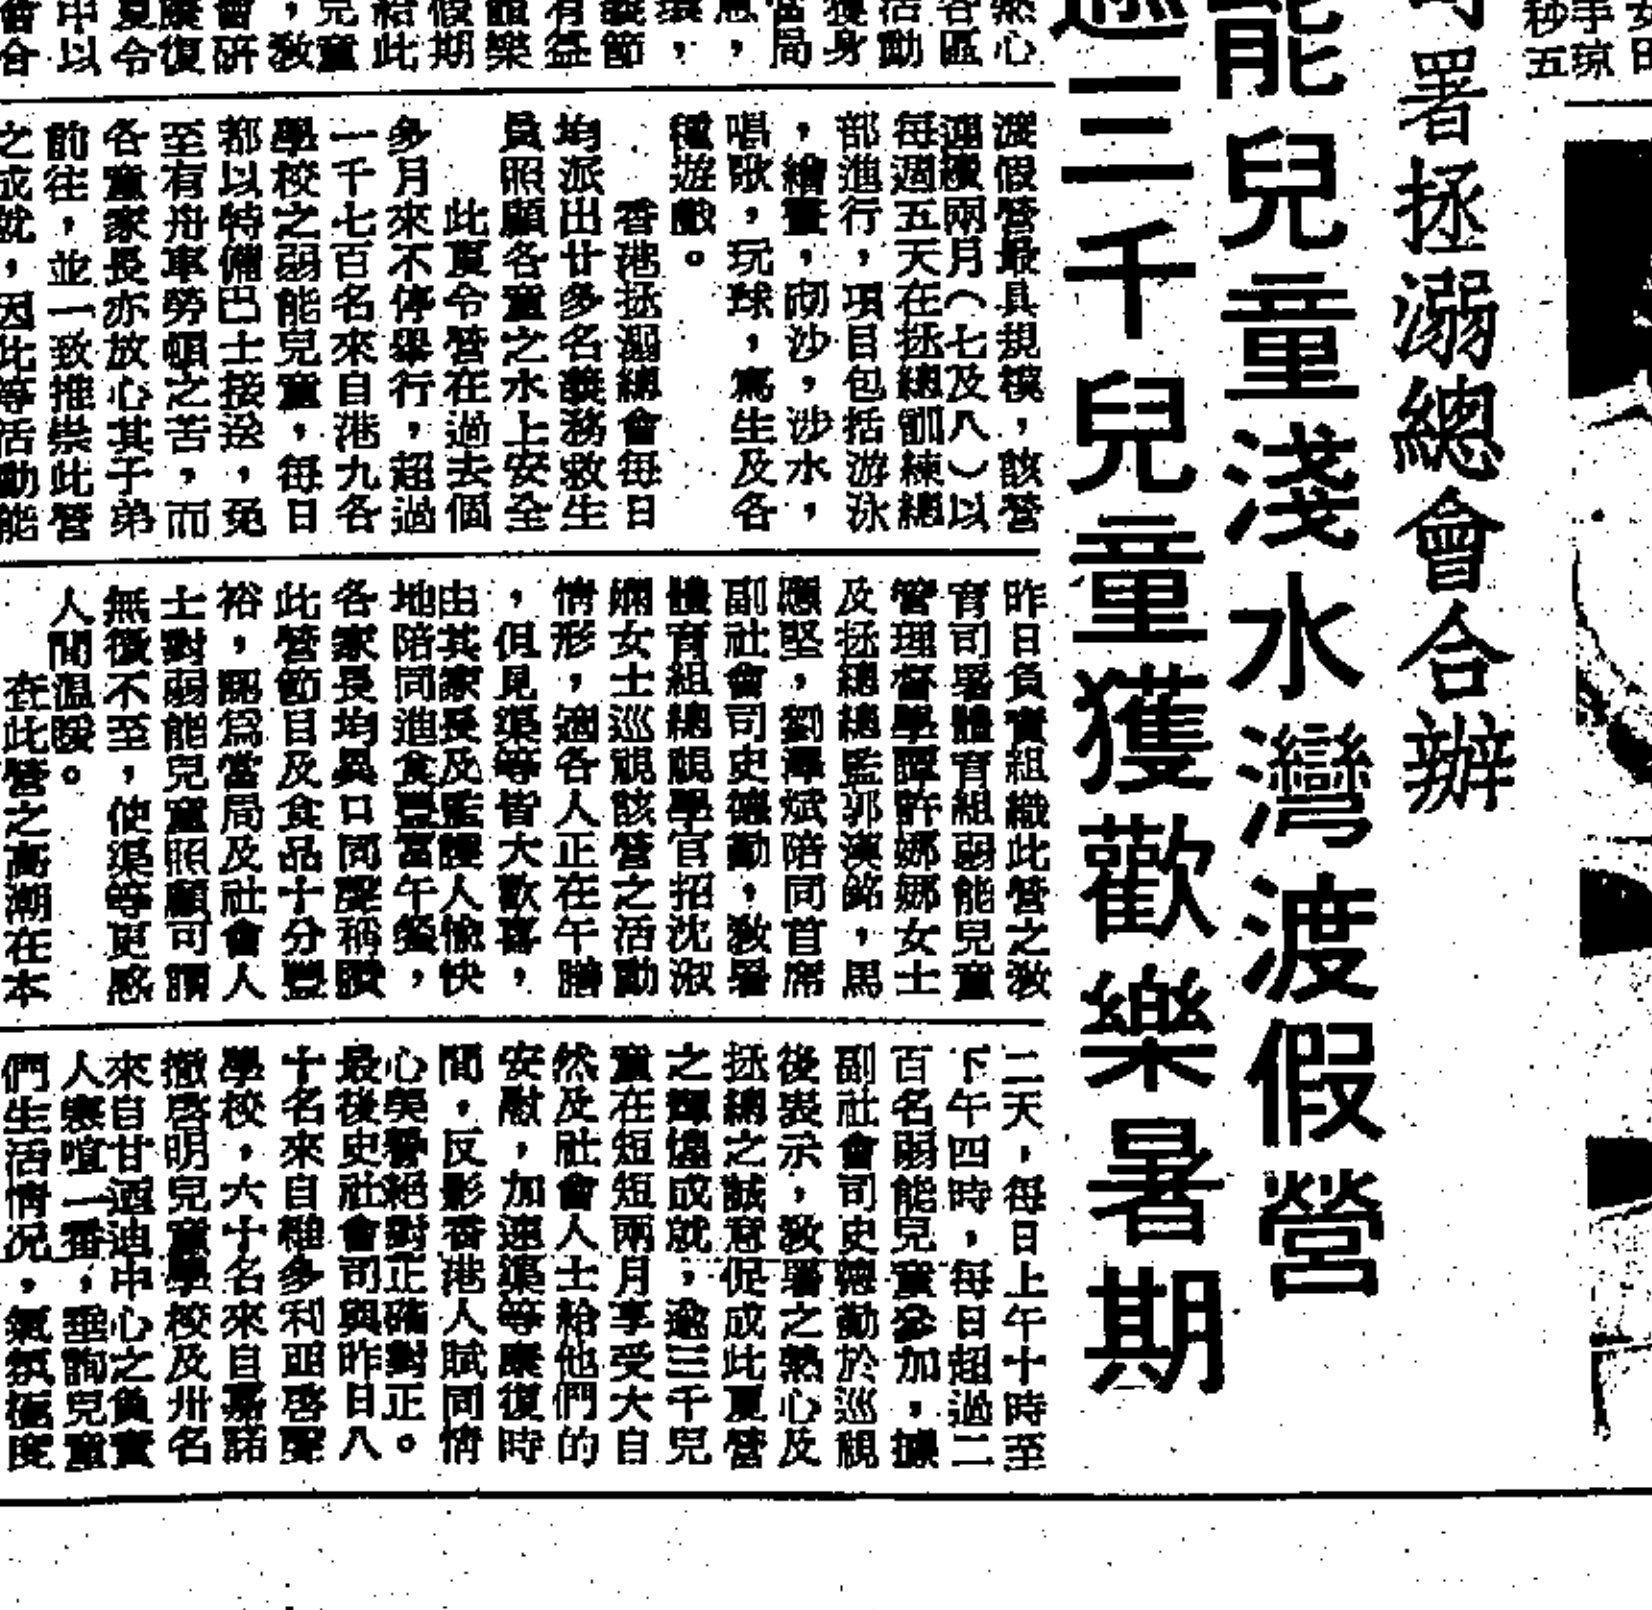 司署拯溺總會合辦
能兒童淺水灣渡假營
逾三千兒童獲歡樂暑期
渡假營最具規模，該營
連續兩月（七及八）以
每週五天在拯總訓練總
部進行，項目包括游泳
，繪畫，砌沙，涉水，
唱歌，玩球，寫生及各
種遊戲。
香港拯溺總會每日
均派出廿多名義務救生
員照顧各童之水上安全
此夏令營在過去個
多月來不停舉行，超過
一千七百名來自港九各
學校之弱能兒童，每日
都以特備巴士接送，免
至有舟車勞頓之苦，而
各童家長亦放心其子弟
前往，並一致推崇此營
之成就，因此等活動能
昨日負責組織此營之教
育司署體育組弱能兒童
管理督學譚許娜娜女士
及拯總總監郭漢銘，馬
應堅，劉澤斌陪同首席
副社會司史德勤，教署
體育組總視學官招沈淑
嫻女士巡視該營之活動
情形，適各人正在午膳
，但見渠等皆大歡喜，
由其家長及監護人愉快
地陪同進食豐富午餐，
各家長均異口同聲稱讚
此營節目及食品十分豐
裕，認爲當局及社會人
士對弱能兒童照顧可謂
無微不至，使渠等更感
人間溫暖。
在此營之高潮在本
二天，每日上午十時至
下午四時，每日超過二
百名弱能兒童參加，據
副社會司史德勤於巡視
後表示，教署之熱心及
拯總之誠意促成此夏營
之輝煌成就，逾三千兒
童在短短兩月享受大自
然及社會人士給他們的
安慰，加速渠等康復時
間，反影香港人賦同情
心美譽絕對正確對正。
最後史社會司與昨日八
十名來自維多利亞啓聾
學校，六十名來自嘉諾
撒啓明兒童學校及卅名
來自甘迺迪中心之負責
人寒喧一番，垂詢兒童
們生活情況，氣氛極度